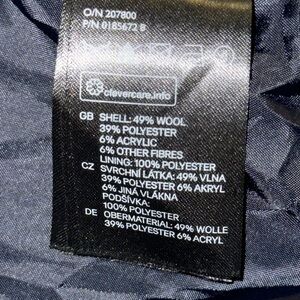 O/N 207800
P/N 0185672 B
clevercare.info
GB SHELL: 49% WOOL
39% POLYESTER
6% ACRYLIC
6% OTHER FIBRES
LINING: 100% POLYESTER
CZ SVRCHNÍ LÁTKA: 49% VLNA
39% POLYESTER 6% AKRYL
6% JINÁ VLÁKNA
PODŠÍVKA:
100% POLYESTER
DE OBERMATERIAL: 49% WOLLE
39% POLYESTER 6% ACRYL